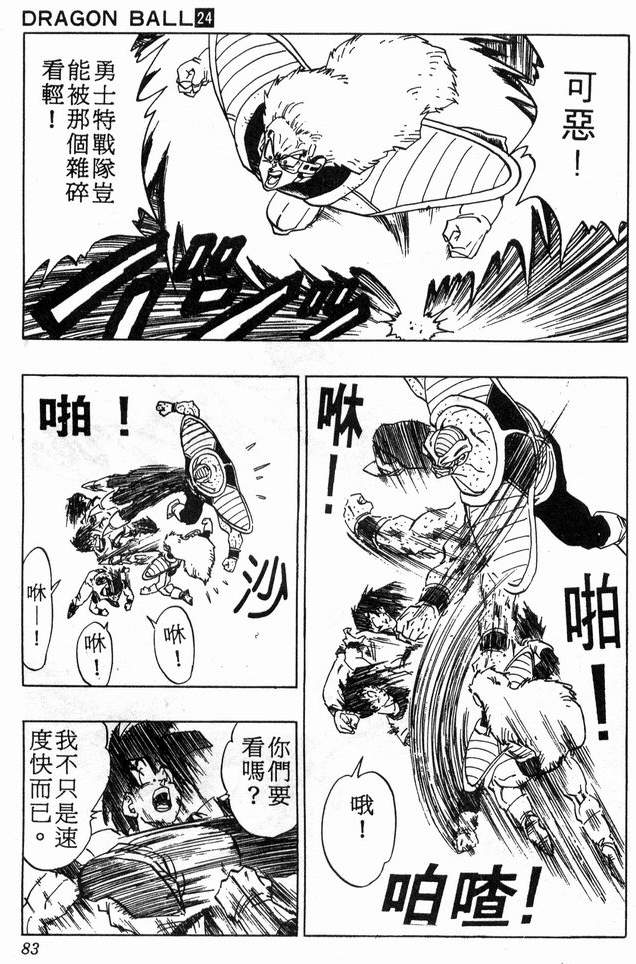 DRAGON BALL 24
可惡！
勇士特戰隊豈
能被那個雜碎
看輕！
咻！
啪！
哦！
咱喳！
啪！
沙
咻！
咻！
咻—！
你們要
看嗎？
我不只是速
度快而已。
83